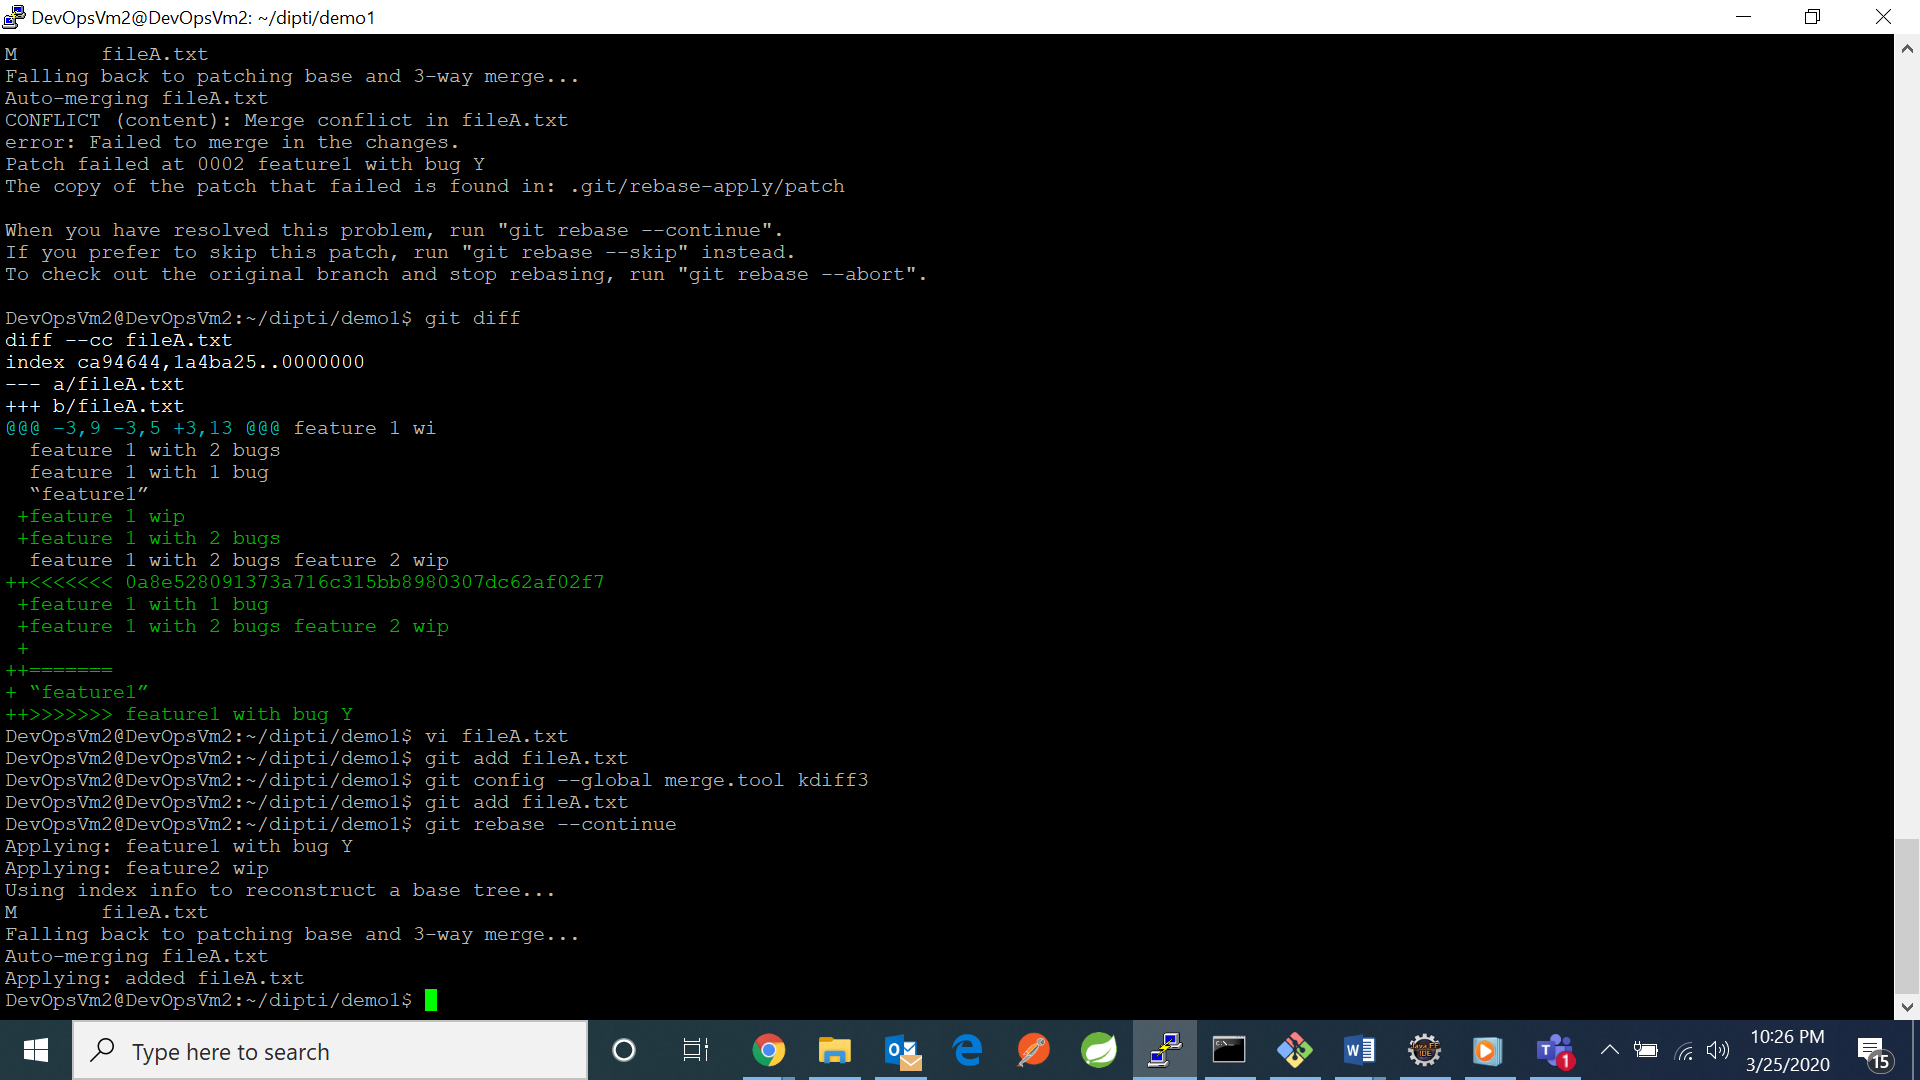 DevOpsVm2@DevOpsVm2: ~/dipti/demo1
M       fileA.txt
Falling back to patching base and 3-way merge...
Auto-merging fileA.txt
CONFLICT (content): Merge conflict in fileA.txt
error: Failed to merge in the changes.
Patch failed at 0002 feature1 with bug Y
The copy of the patch that failed is found in: .git/rebase-apply/patch
When you have resolved this problem, run "git rebase --continue".
If you prefer to skip this patch, run "git rebase --skip" instead.
To check out the original branch and stop rebasing, run "git rebase --abort".
DevOpsVm2@DevOpsVm2:~/dipti/demo1$ git diff
diff --cc fileA.txt
index ca94644,1a4ba25..0000000
--- a/fileA.txt
+++ b/fileA.txt
@@@ -3,9 -3,5 +3,13 @@@ feature 1 wi
  feature 1 with 2 bugs
  feature 1 with 1 bug
  “feature1”
 +feature 1 wip
 +feature 1 with 2 bugs
  feature 1 with 2 bugs feature 2 wip
++<<<<<<< 0a8e528091373a716c315bb8980307dc62af02f7
 +feature 1 with 1 bug
 +feature 1 with 2 bugs feature 2 wip
 +
++=======
+ “feature1”
++>>>>>>> feature1 with bug Y
DevOpsVm2@DevOpsVm2:~/dipti/demo1$ vi fileA.txt
DevOpsVm2@DevOpsVm2:~/dipti/demo1$ git add fileA.txt
DevOpsVm2@DevOpsVm2:~/dipti/demo1$ git config --global merge.tool kdiff3
DevOpsVm2@DevOpsVm2:~/dipti/demo1$ git add fileA.txt
DevOpsVm2@DevOpsVm2:~/dipti/demo1$ git rebase --continue
Applying: feature1 with bug Y
Applying: feature2 wip
Using index info to reconstruct a base tree...
M       fileA.txt
Falling back to patching base and 3-way merge...
Auto-merging fileA.txt
Applying: added fileA.txt
DevOpsVm2@DevOpsVm2:~/dipti/demo1$
Type here to search
10:26 PM
3/25/2020
1
15